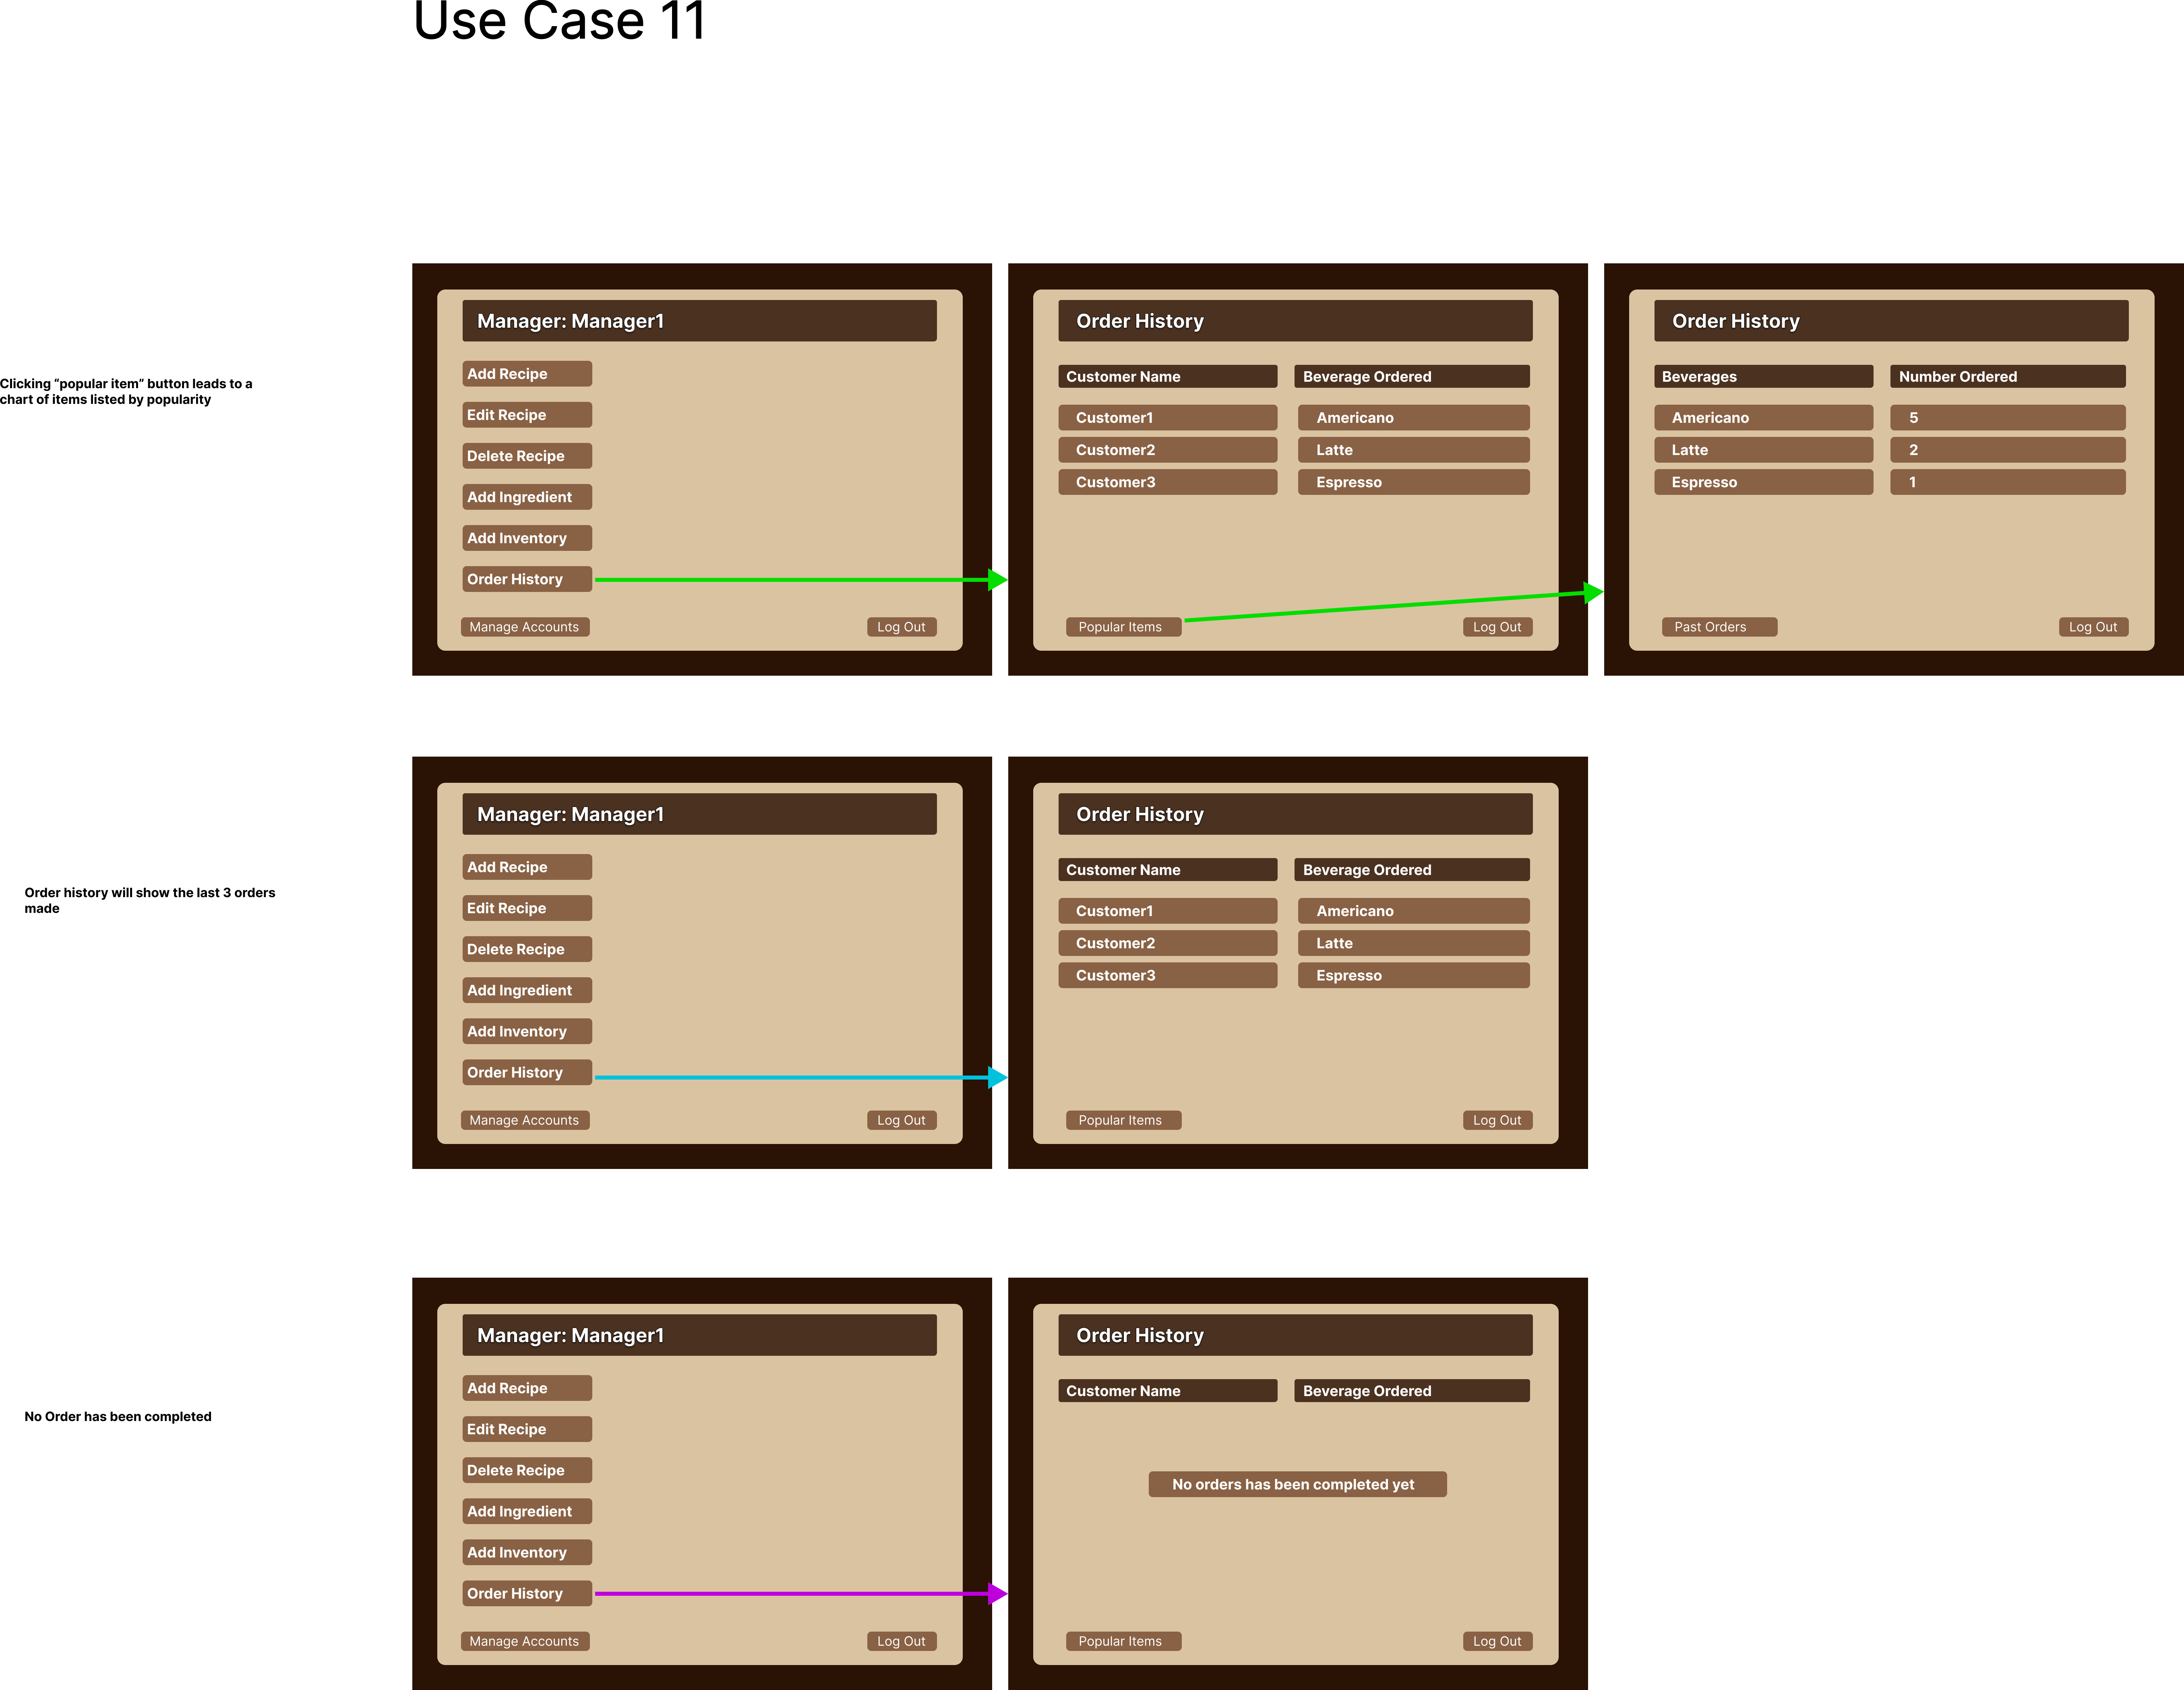 Use Case 11
Clicking “popular item” button leads to a
chart of items listed by popularity
Manager: Manager1
Add Recipe
Edit Recipe
Delete Recipe
Add Ingredient
Add Inventory
Order History
Manage Accounts
Log Out
Order History
Customer Name
Beverage Ordered
Customer1
Americano
Customer2
Latte
Customer3
Espresso
Popular Items
Log Out
Order History
Beverages
Number Ordered
Americano
5
Latte
2
Espresso
1
Past Orders
Log Out
Order history will show the last 3 orders
made
Manager: Manager1
Add Recipe
Edit Recipe
Delete Recipe
Add Ingredient
Add Inventory
Order History
Manage Accounts
Log Out
Order History
Customer Name
Beverage Ordered
Customer1
Americano
Customer2
Latte
Customer3
Espresso
Popular Items
Log Out
No Order has been completed
Manager: Manager1
Add Recipe
Edit Recipe
Delete Recipe
Add Ingredient
Add Inventory
Order History
Manage Accounts
Log Out
Order History
Customer Name
Beverage Ordered
No orders has been completed yet
Popular Items
Log Out